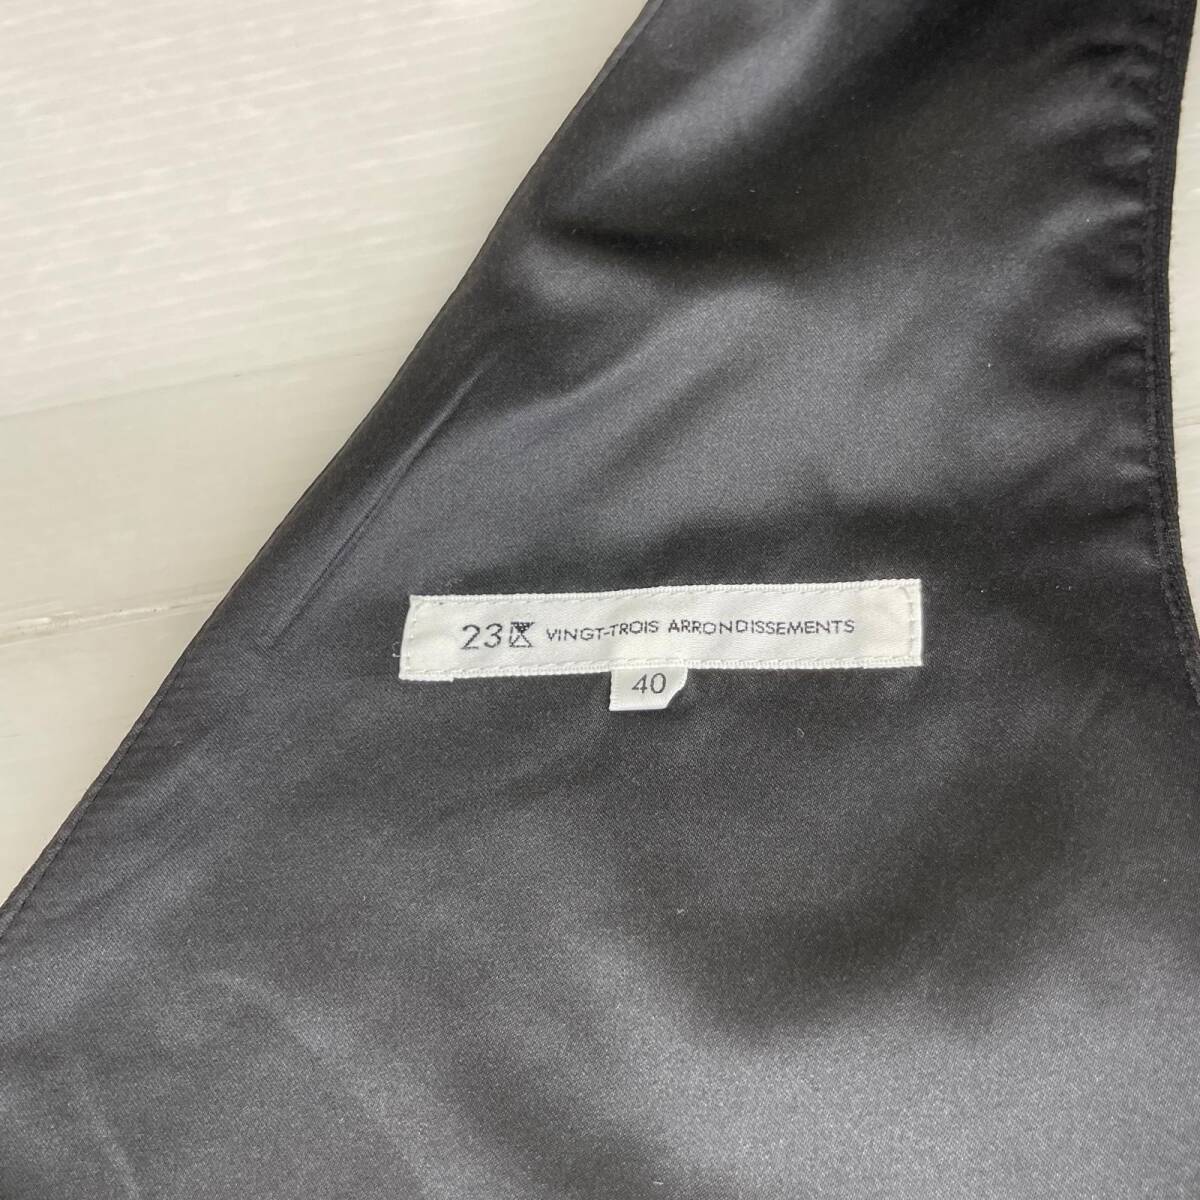 23区 VINGT-TROIS ARRONDISSEMENTS
40